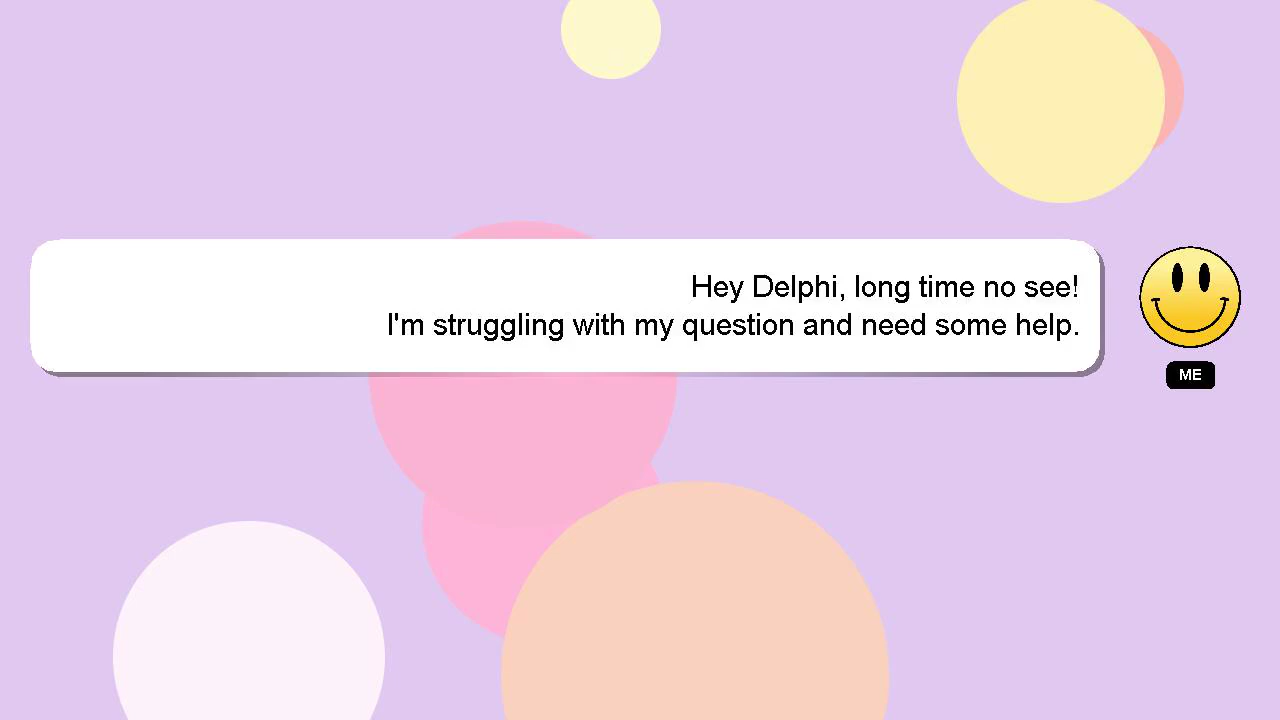 Hey Delphi, long time no see!
I'm struggling with my question and need some help.
ME